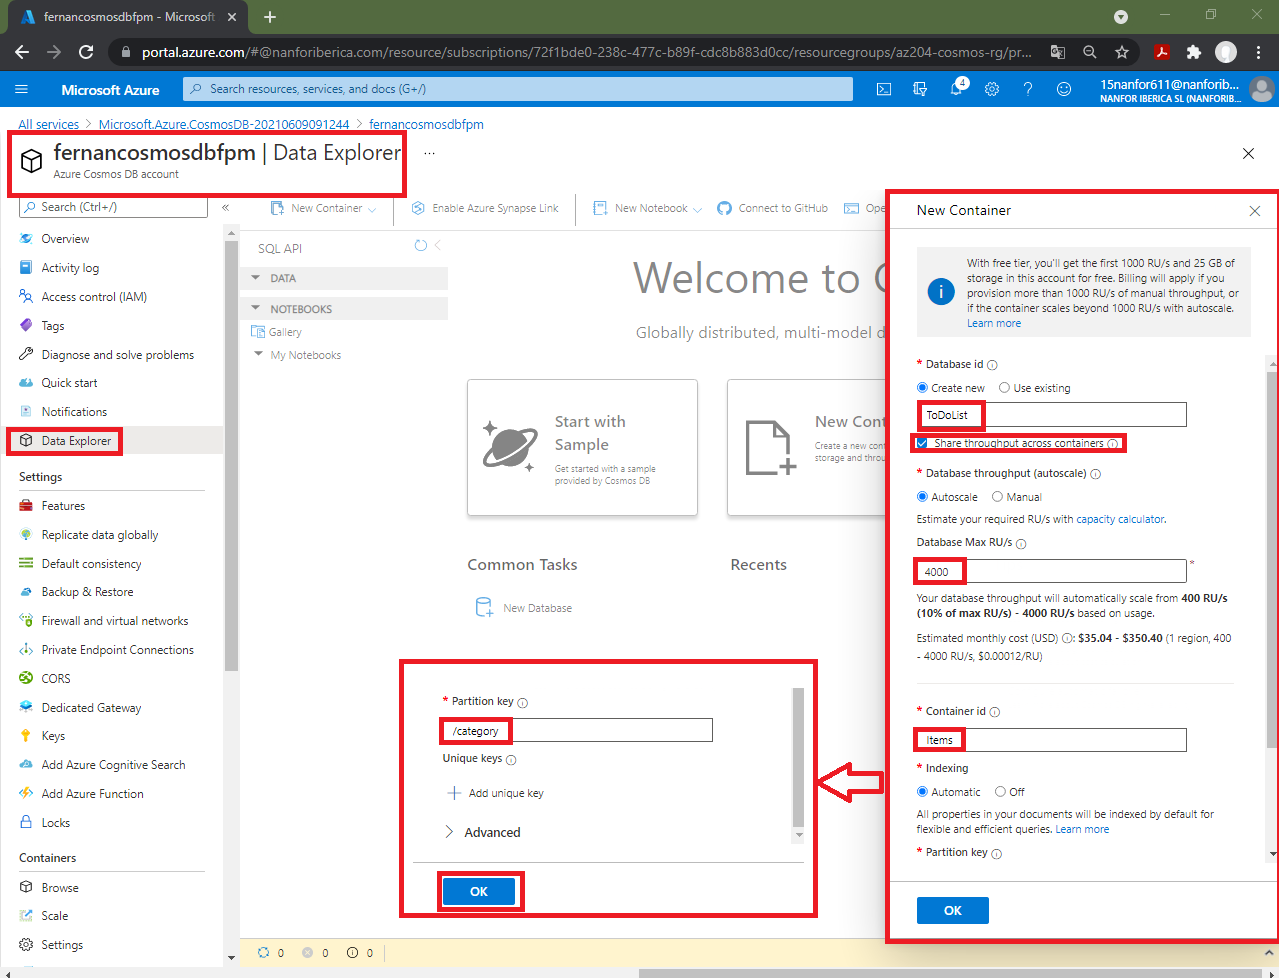 fernancosmosdbfpm - Microsoft
portal.azure.com/#@nanforiberica.com/resource/subscriptions/72f1bde0-238c-477c-b89f-cdc8b883d0cc/resourcegroups/az204-cosmos-rg/pr...
Microsoft Azure
Search resources, services, and docs (G+/)
4
15nanfor611@nanforib...
NANFOR IBERICA SL (NANFORIB...
All services > Microsoft.Azure.CosmosDB-20210609091244 > fernancosmosdbfpm
fernancosmosdbfpm | Data Explorer ...
Azure Cosmos DB account
Search (Ctrl+/)
«
Overview
Activity log
Access control (IAM)
Tags
Diagnose and solve problems
Quick start
Notifications
Data Explorer
Settings
Features
Replicate data globally
Default consistency
Backup & Restore
Firewall and virtual networks
Private Endpoint Connections
CORS
Dedicated Gateway
Keys
Add Azure Cognitive Search
Add Azure Function
Locks
Containers
Browse
Scale
Settings
New Container
Enable Azure Synapse Link
New Notebook
Connect to GitHub
Ope
SQL API
DATA
NOTEBOOKS
Gallery
My Notebooks
Welcome to C
Globally distributed, multi-model d
Start with
Sample
Get started with a sample
provided by Cosmos DB
New Cont
Create a new cont
storage and throu
Common Tasks
New Database
Recents
* Partition key
/category
Unique keys
Add unique key
Advanced
OK
0
0
0
New Container
With free tier, you'll get the first 1000 RU/s and 25 GB of
storage in this account for free. Billing will apply if you
provision more than 1000 RU/s of manual throughput, or
if the container scales beyond 1000 RU/s with autoscale.
Learn more
* Database id
Create new Use existing
ToDoList
Share throughput across containers
* Database throughput (autoscale)
Autoscale Manual
Estimate your required RU/s with capacity calculator.
Database Max RU/s
4000
*
Your database throughput will automatically scale from 400 RU/s
(10% of max RU/s) - 4000 RU/s based on usage.
Estimated monthly cost (USD) : $35.04 - $350.40 (1 region, 400
- 4000 RU/s, $0.00012/RU)
* Container id
Items
* Indexing
Automatic Off
All properties in your documents will be indexed by default for
flexible and efficient queries. Learn more
* Partition key
OK